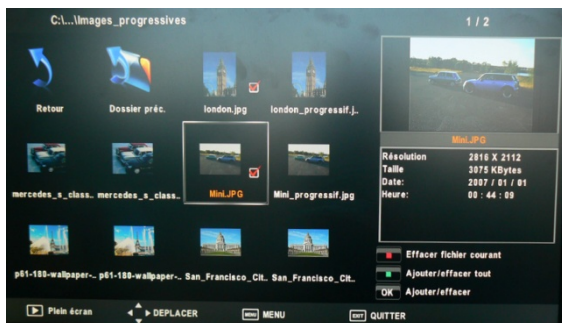 C:\...\Images_progressives
1 / 2
Retour
Dossier préc.
london.jpg
london_progressif.j..
mercedes_s_class..
mercedes_s_class..
Mini.JPG
Mini_progressif.jpg
p61-180-wallpaper-..
p61-180-wallpaper-..
San_Francisco_Cit..
San_Francisco_Cit..
Mini.JPG
Résolution 2816 X 2112
Taille 3075 KBytes
Date: 2007 / 01 / 01
Heure: 00 : 44 : 09
Effacer fichier courant
Ajouter/effacer tout
OK Ajouter/effacer
Plein écran
DEPLACER
MENU MENU
EXIT QUITTER